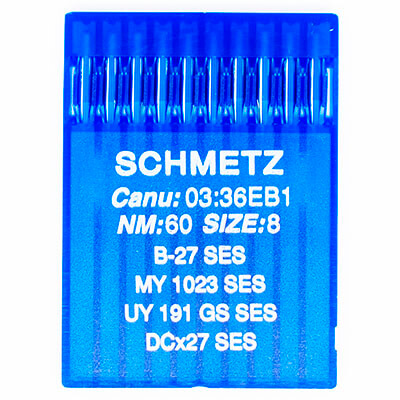 SCHMETZ
Canu: 03:36EB1
NM:60 SIZE:8
B-27 SES
MY 1023 SES
UY 191 GS SES
DCx27 SES